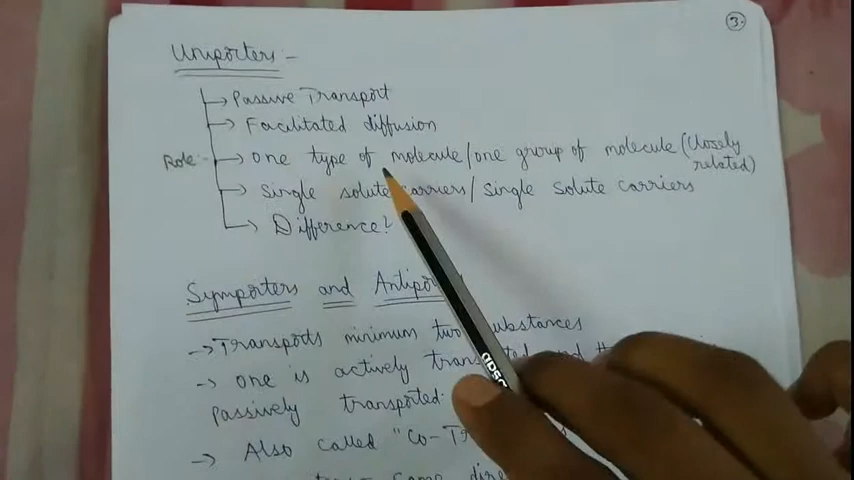 3.
Uniporters:-
Passive Transport
Facilitated diffusion
Role:- One type of molecule/one group of molecule (Closely related)
Single solute carriers/Single Solute Carriers
Difference?
Symporters and
→ Transports minimum two substances
→ One is actively and
Passively transported.
→ Also called "Co-
apsara